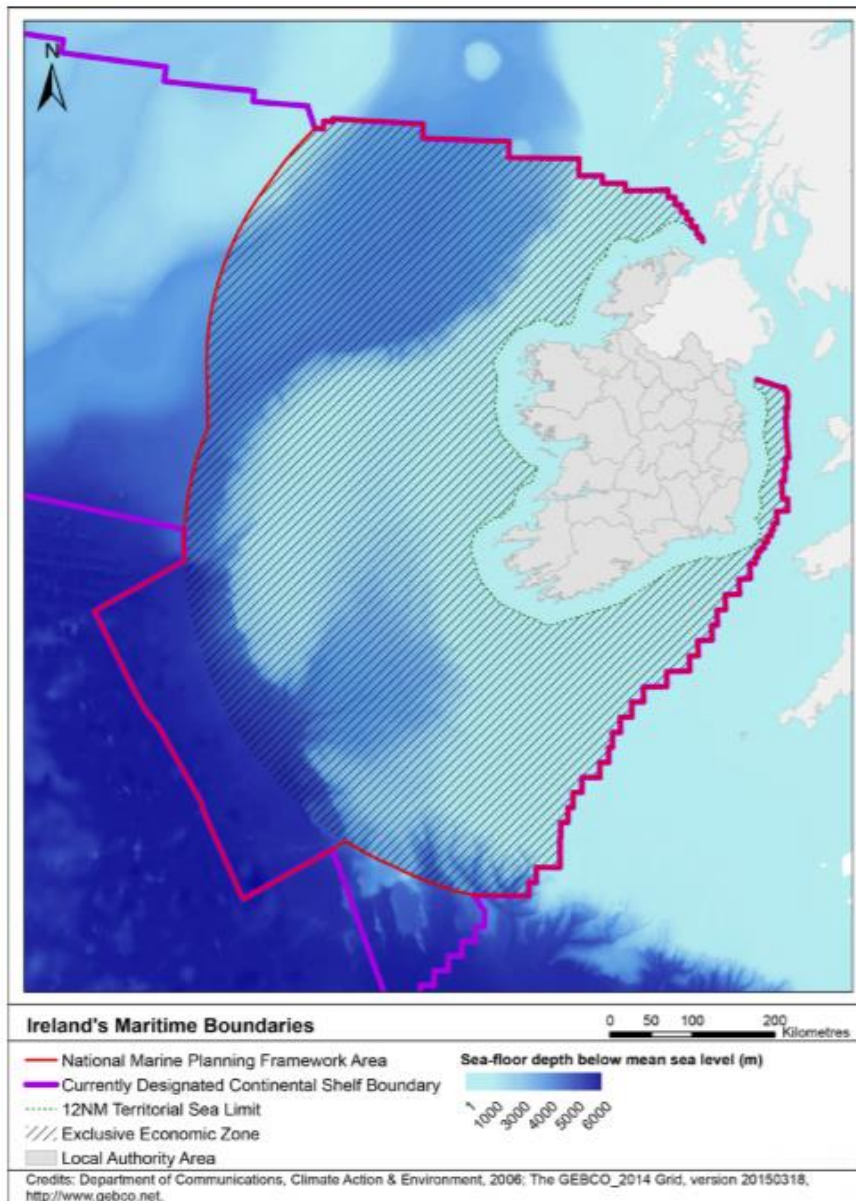 N
Ireland's Maritime Boundaries
0 50 100 200
Kilometres
National Marine Planning Framework Area
Currently Designated Continental Shelf Boundary
12NM Territorial Sea Limit
Exclusive Economic Zone
Local Authority Area
Sea-floor depth below mean sea level (m)
1 1000 3000 4000 5000 6000
Credits: Department of Communications, Climate Action & Environment, 2006; The GEBCO_2014 Grid, version 20150318,
http://www.gebco.net.